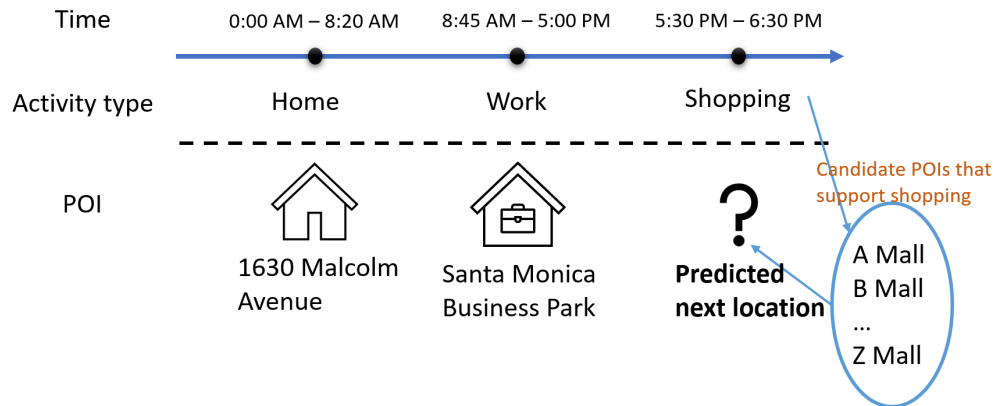 Time
0:00 AM – 8:20 AM
8:45 AM – 5:00 PM
5:30 PM – 6:30 PM
Activity type
Home
Work
Shopping
Candidate POIs that
support shopping
POI
?
1630 Malcolm
Avenue
Santa Monica
Business Park
Predicted
next location
A Mall
B Mall
...
Z Mall